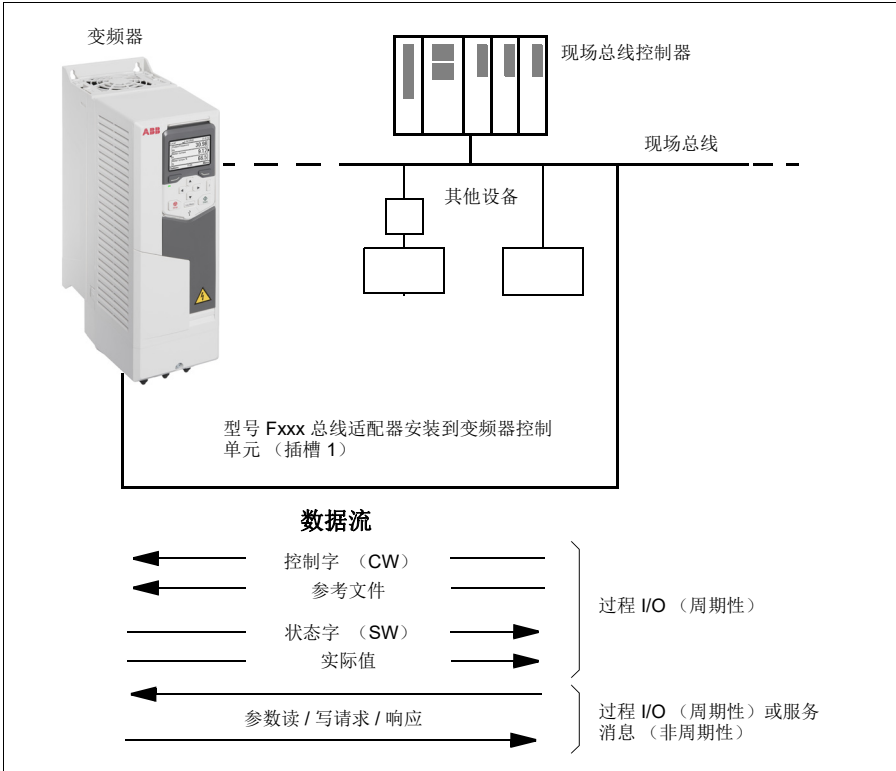 变频器
现场总线控制器
ABB
现场总线
其他设备
型号 Fxxx 总线适配器安装到变频器控制
单元 （插槽 1）
数据流
控制字 （CW）
参考文件
过程 I/O （周期性）
状态字 （SW）
实际值
参数读 / 写请求 / 响应
过程 I/O （周期性）或服务
消息 （非周期性）